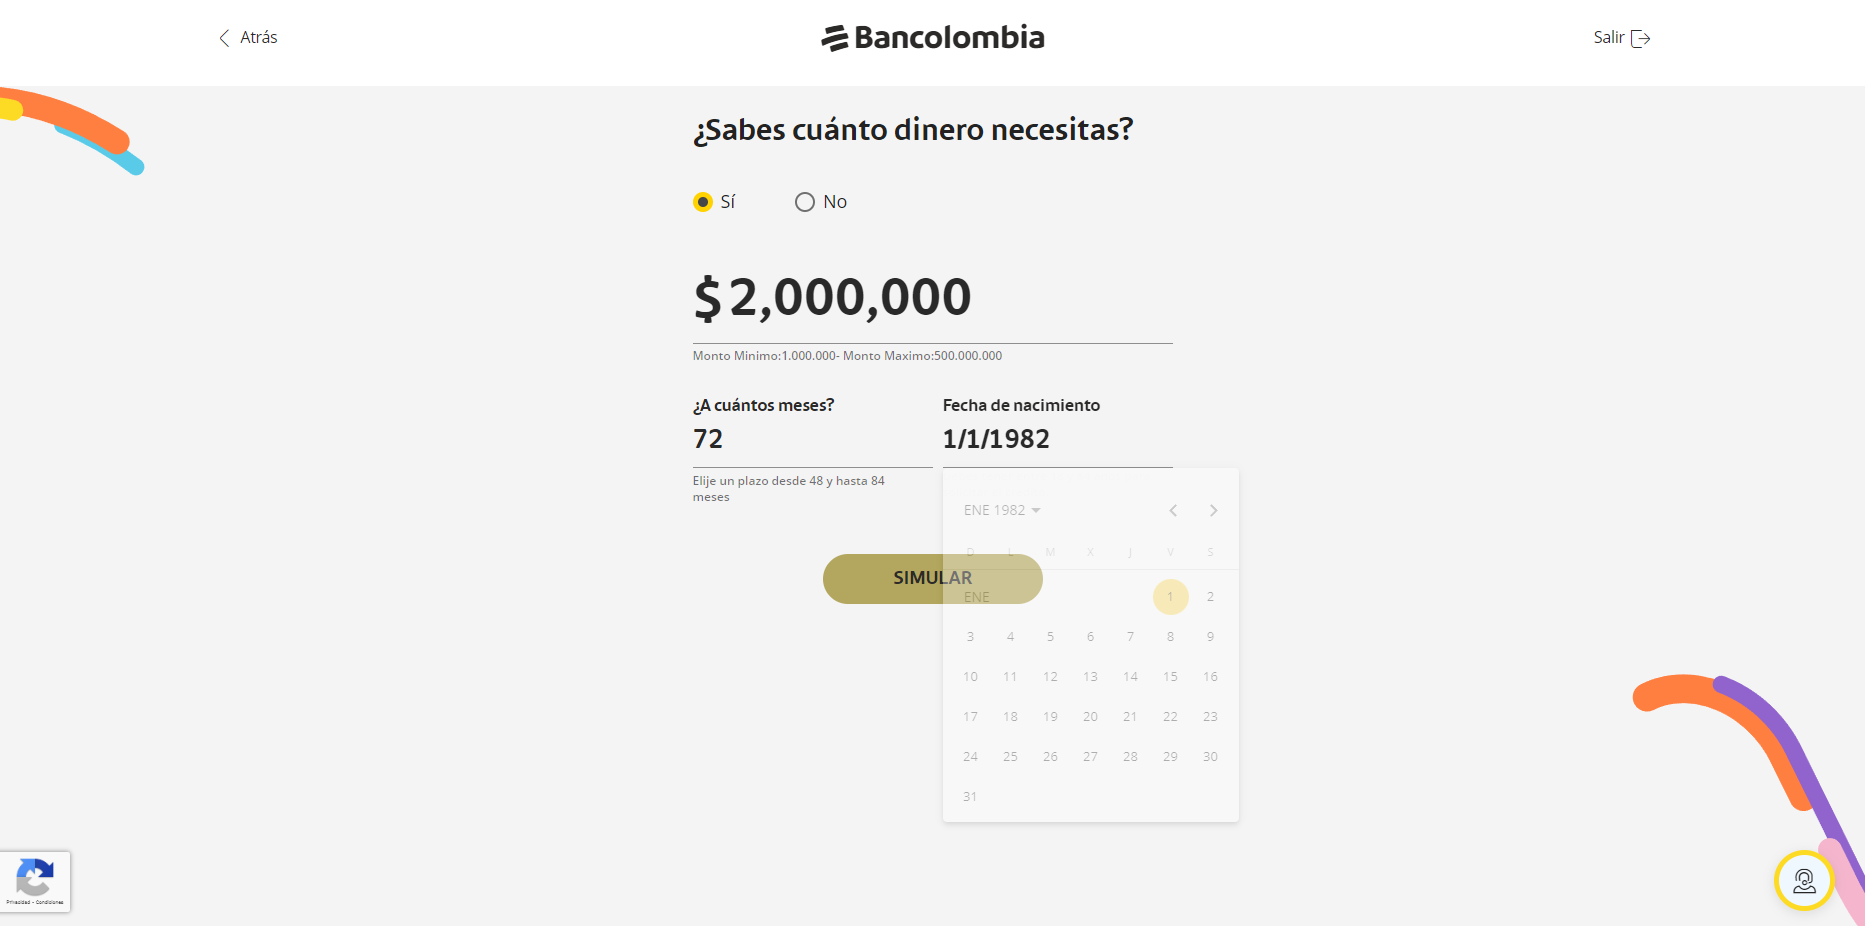 Atrás
Bancolombia
Salir
¿Sabes cuánto dinero necesitas?
Sí
No
$ 2,000,000
Monto Minimo:1.000.000- Monto Maximo:500.000.000
¿A cuántos meses?
Fecha de nacimiento
72
1/1/1982
Elije un plazo desde 48 y hasta 84
meses
ENE 1982
D L M X J V S
SIMULAR
ENE 1 2
3 4 5 6 7 8 9
10 11 12 13 14 15 16
17 18 19 20 21 22 23
24 25 26 27 28 29 30
31
Privacidad - Condiciones